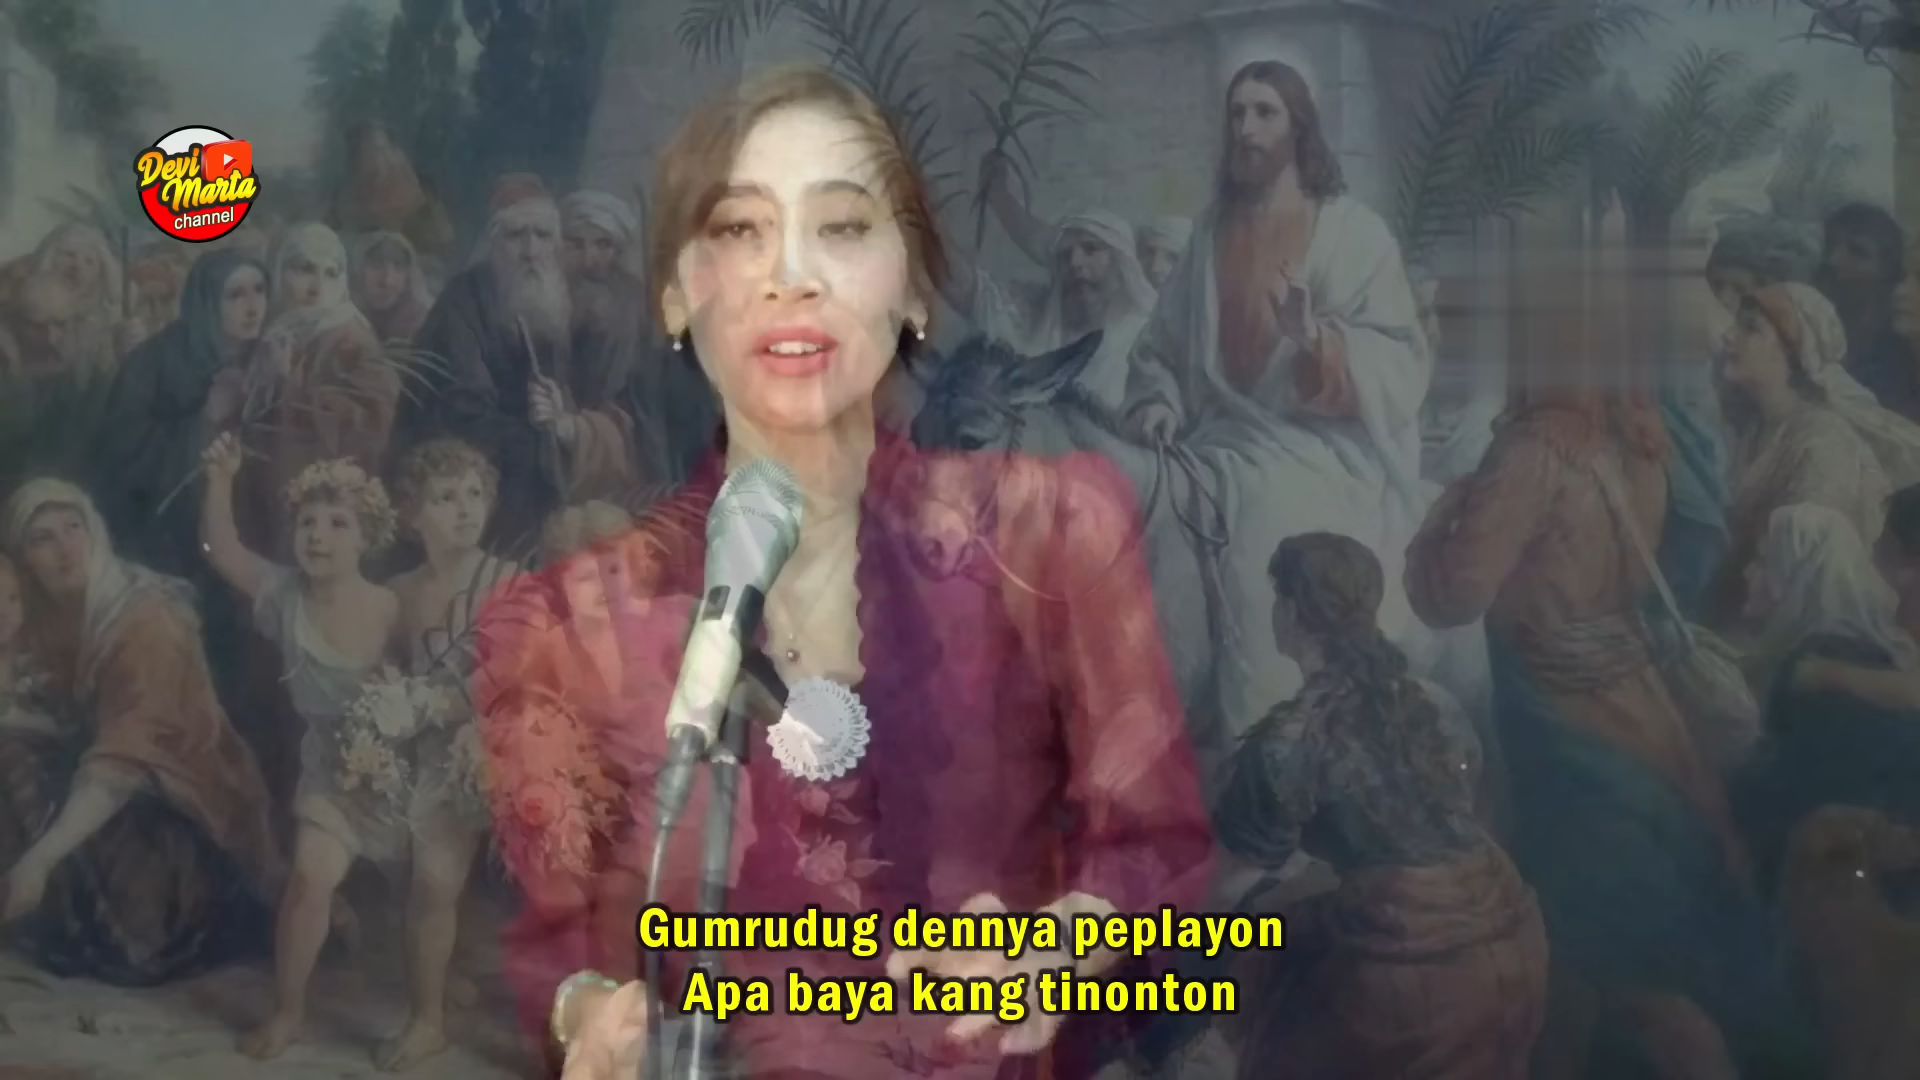 Devi
Marta
channel
Gumrudug dennya peplayon
Apa baya kang tinonton